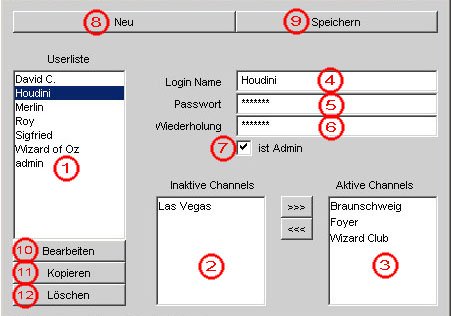 8 Neu 9 Speichern
Userliste
David C.
Houdini
Merlin
Roy
Sigfried
Wizard of Oz
admin
1
Login Name Houdini 4
Passwort ******* 5
Wiederholung ******* 6
7 ist Admin
Inaktive Channels
Las Vegas
2
>>>
<<<
Aktive Channels
Braunschweig
Foyer
Wizard Club
3
10 Bearbeiten
11 Kopieren
12 Löschen